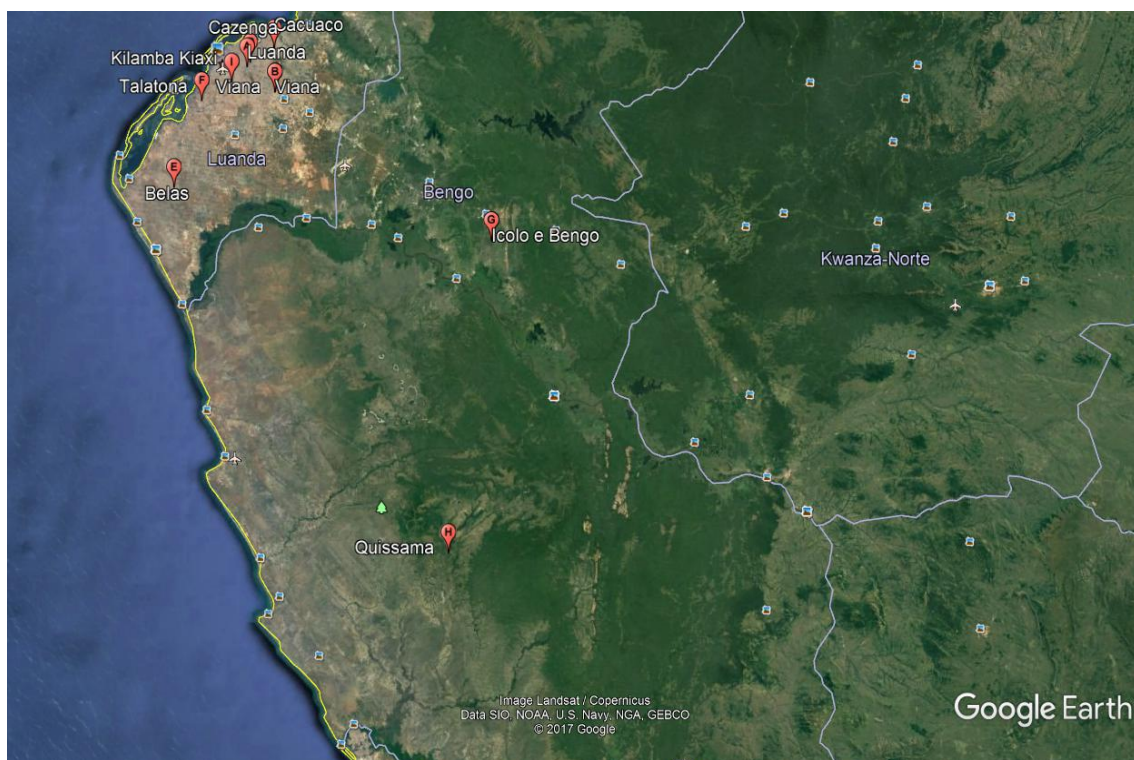 Cazenga
Cacuaco
Kilamba Kiaxi
Luanda
Talatona
Viana
Viana
I
B
F
Luanda
E
Belas
Bengo
G
Icolo e Bengo
Kwanza-Norte
H
Quissama
Image Landsat / Copernicus
Data SIO, NOAA, U.S. Navy, NGA, GEBCO
© 2017 Google
Google Earth